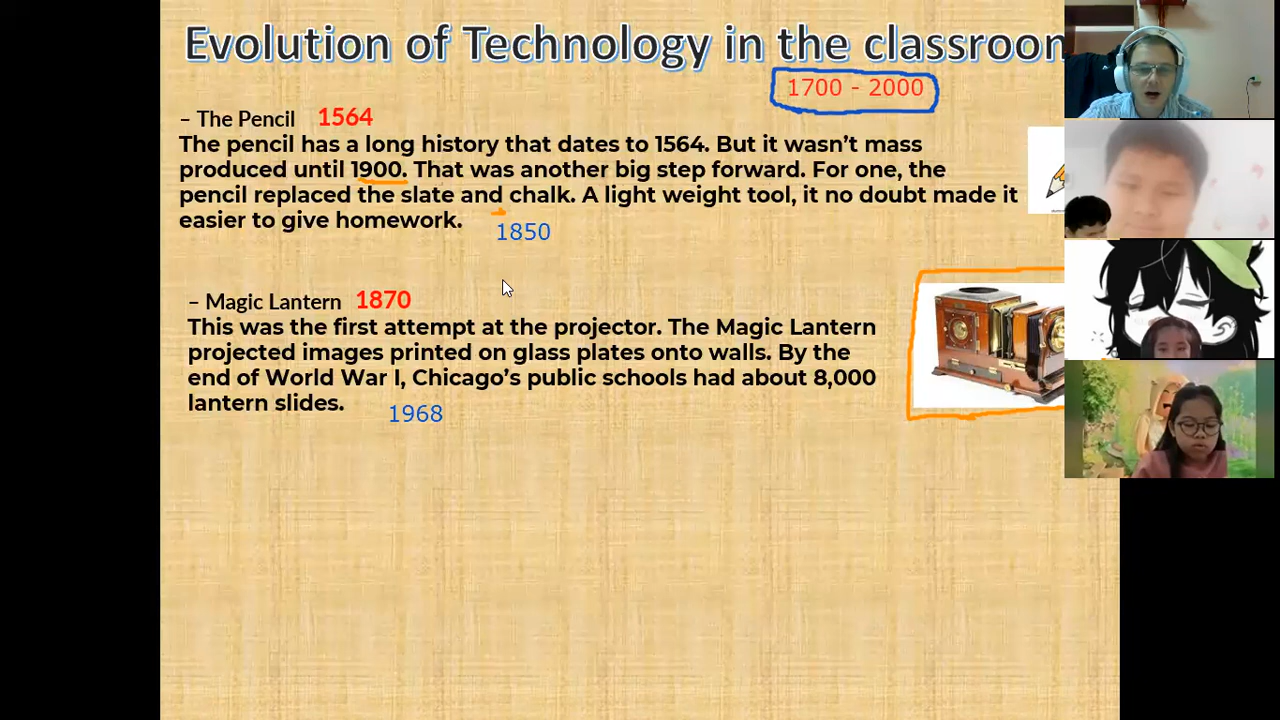 Evolution of Technology in the classroom
1700 - 2000
– The Pencil 1564
The pencil has a long history that dates to 1564. But it wasn’t mass
produced until 1900. That was another big step forward. For one, the
pencil replaced the slate and chalk. A light weight tool, it no doubt made it
easier to give homework.
1850
– Magic Lantern 1870
This was the first attempt at the projector. The Magic Lantern
projected images printed on glass plates onto walls. By the
end of World War I, Chicago’s public schools had about 8,000
lantern slides.
1968